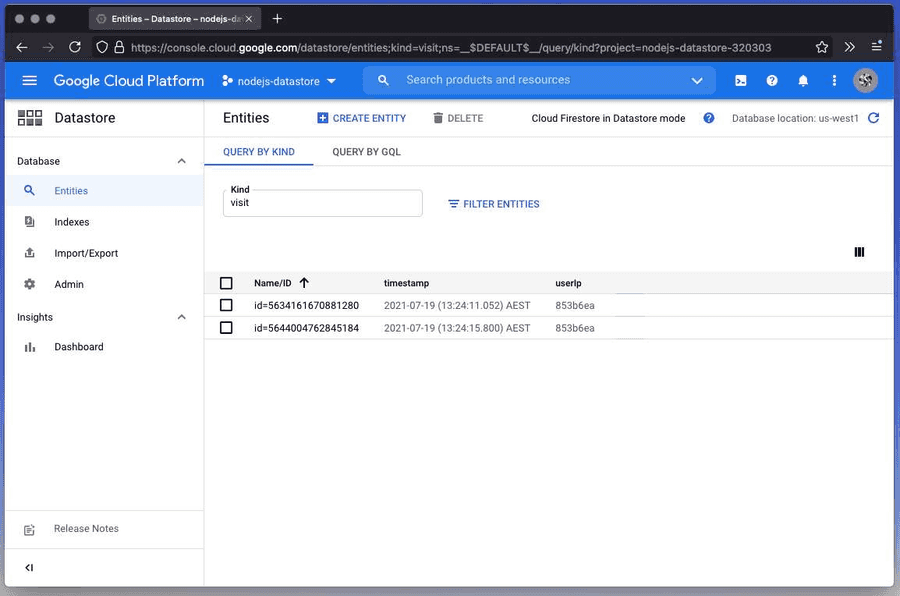 Entities – Datastore – nodejs-da
https://console.cloud.google.com/datastore/entities;kind=visit;ns=__$DEFAULT$__/query/kind?project=nodejs-datastore-320303
Google Cloud Platform
nodejs-datastore
Search products and resources
Datastore
Entities
CREATE ENTITY
DELETE
Cloud Firestore in Datastore mode
Database location: us-west1
Database
Entities
Indexes
Import/Export
Admin
Insights
Dashboard
Release Notes
QUERY BY KIND
QUERY BY GQL
Kind
visit
FILTER ENTITIES
Name/ID timestamp userIp
id=5634161670881280 2021-07-19 (13:24:11.052) AEST 853b6ea
id=5644004762845184 2021-07-19 (13:24:15.800) AEST 853b6ea